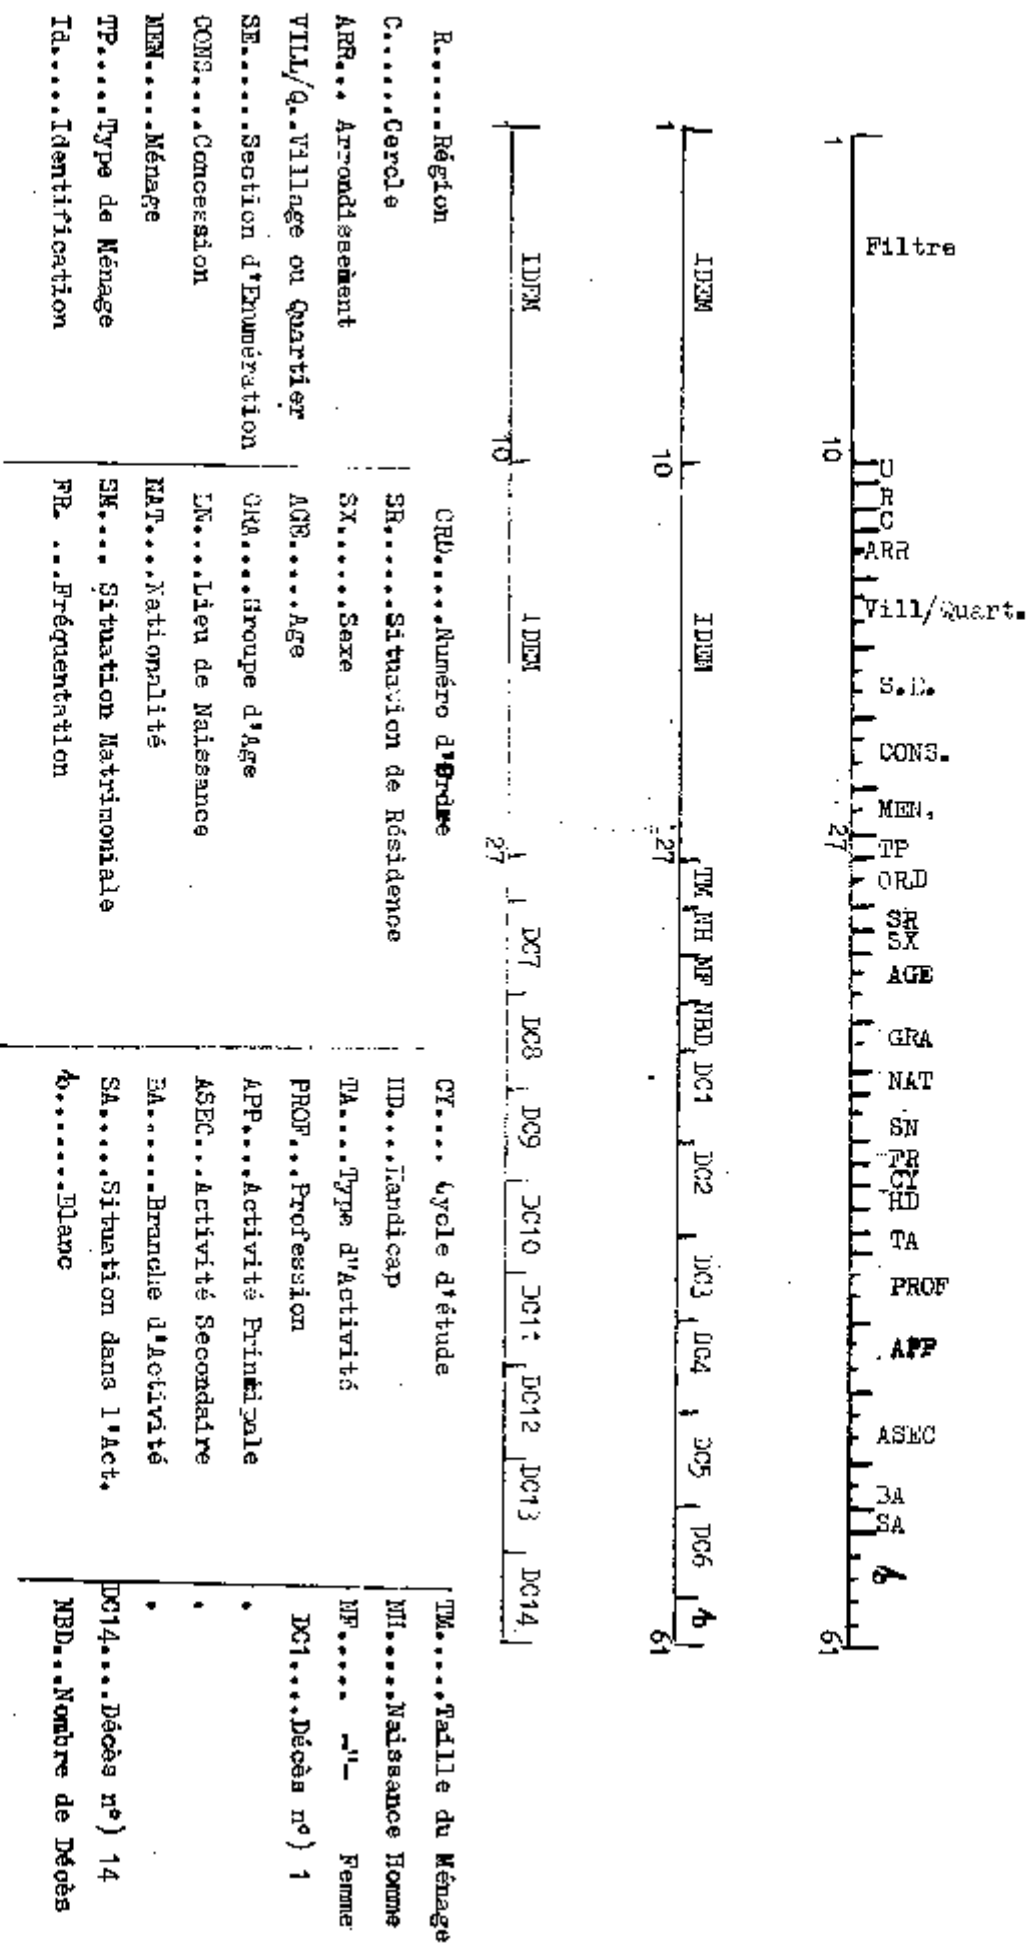 1 Filtre 10 U R C ARR Vill/Quart. S.D. CONS. MEN. 27 TP ORD SR SX AGE GRA NAT SN FR CY HD TA PROF APP ASEC BA SA b 61
1 IDEM 10 IDEM 27 TM NH MF NBD DC1 DC2 DC3 DC4 DC5 DC6 b 61
1 IDEM 10 IDEM 27 DC7 DC8 DC9 DC10 DC11 DC12 DC13 DC14
R......Région
C......Cercle
ARR... Arrondissement
VILL/Q..Village ou Quartier
SE......Section d'Enumération
CONS....Concession
MEN.....Ménage
TP.....Type de Ménage
Id.....Identification
ORD.....Numéro d'Ordre
SR......Situation de Résidence
SX......Sexe
AGE.....Age
GRA....Groupe d'Age
LN....Lieu de Naissance
NAT....Nationalité
SM.... Situation Matrimoniale
FR. ...Fréquentation
CY.... Cycle d'étude
HD....Handicap
TA....Type d"Activité
PROF...Profession
APP....Activité Printipale
ASEC...Activité Secondaire
BA......Branche d'Activité
SA.....Situation dans l'Act.
b.......Blanc
TM.....Taille du Ménage
NH.....Naissance Homme
NF..... -"- Femme
DC1....Décès n°) 1
.
.
.
DC14....Décès n°) 14
NBD...Nombre de Décès